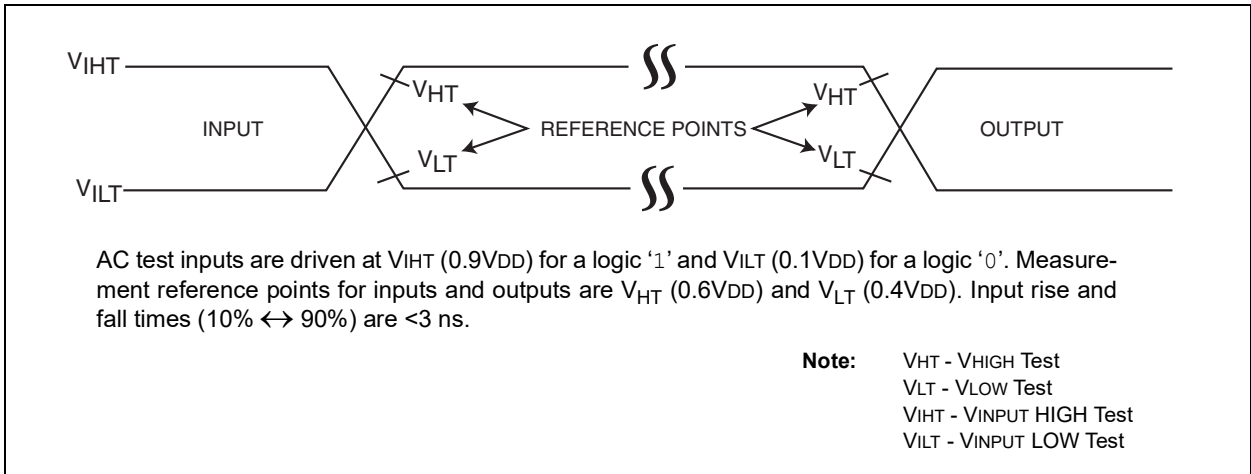 VIHT
VHT VHT
INPUT REFERENCE POINTS OUTPUT
VLT VLT
VILT
AC test inputs are driven at VIHT (0.9VDD) for a logic ‘1’ and VILT (0.1VDD) for a logic ‘0’. Measure-
ment reference points for inputs and outputs are VHT (0.6VDD) and VLT (0.4VDD). Input rise and
fall times (10% ↔ 90%) are <3 ns.
Note: VHT - VHIGH Test
VLT - VLOW Test
VIHT - VINPUT HIGH Test
VILT - VINPUT LOW Test